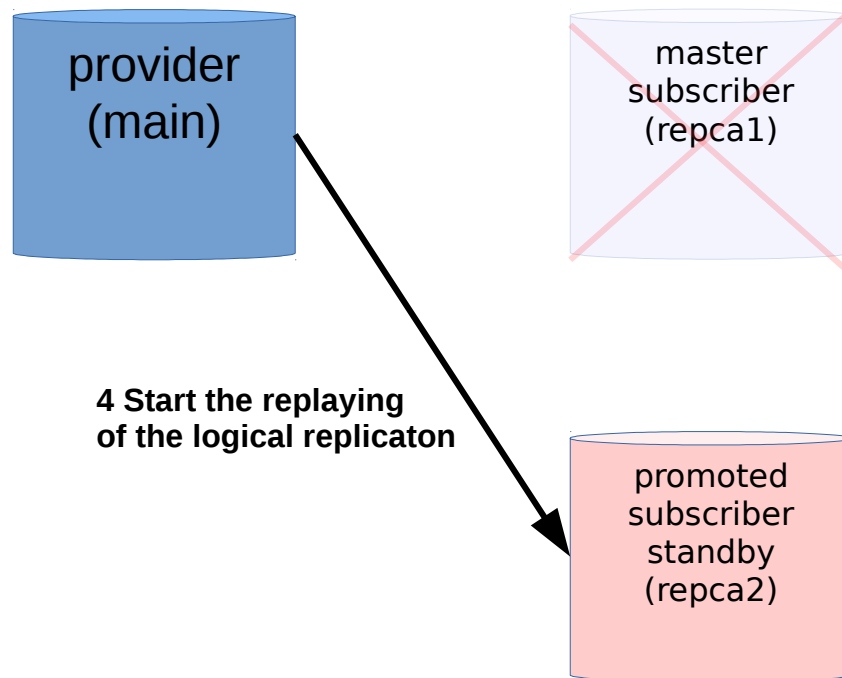 provider
(main)
master
subscriber
(repca1)
4 Start the replaying
of the logical replicaton
promoted
subscriber
standby
(repca2)